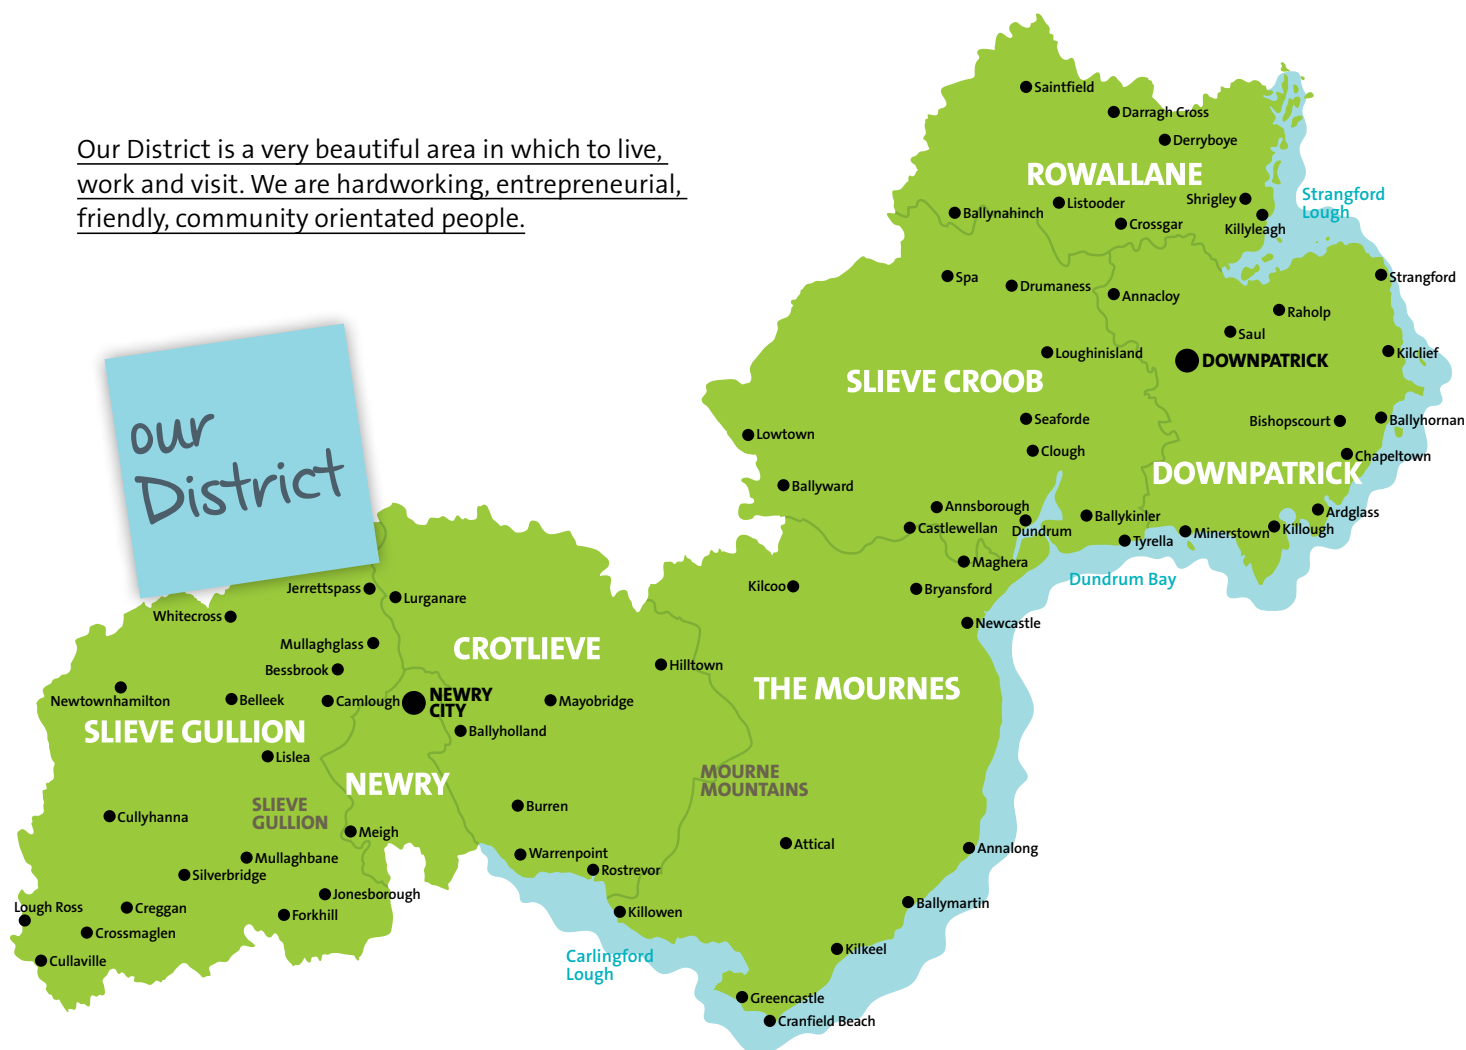 Our District is a very beautiful area in which to live,
work and visit. We are hardworking, entrepreneurial,
friendly, community orientated people.
our
District
Saintfield
Darragh Cross
Derryboye
ROWALLANE
Strangford
Lough
Shrigley
Listooder
Ballynahinch
Crossgar
Killyleagh
Spa
Drumaness
Annacloy
Strangford
Raholp
Saul
Loughinisland
DOWNPATRICK
Kilclief
SLIEVE CROOB
Seaforde
Bishopscourt
Ballyhornan
Lowtown
Clough
Chapeltown
DOWNPATRICK
Ballyward
Annsborough
Castlewellan
Dundrum
Ballykinler
Tyrella
Minerstown
Killough
Ardglass
Maghera
Dundrum Bay
Kilcoo
Bryansford
Newcastle
Jerrettspass
Lurganare
Whitecross
Mullaghglass
CROTLIEVE
Bessbrook
Hilltown
Newtownhamilton
Belleek
Camlough
NEWRY
CITY
Mayobridge
THE MOURNES
SLIEVE GULLION
Ballyholland
Lislea
NEWRY
MOURNE
MOUNTAINS
SLIEVE
GULLION
Cullyhanna
Burren
Meigh
Attical
Annalong
Mullaghbane
Warrenpoint
Silverbridge
Rostrevor
Jonesborough
Lough Ross
Creggan
Forkhill
Killowen
Ballymartin
Crossmaglen
Cullaville
Carlingford
Lough
Kilkeel
Greencastle
Cranfield Beach